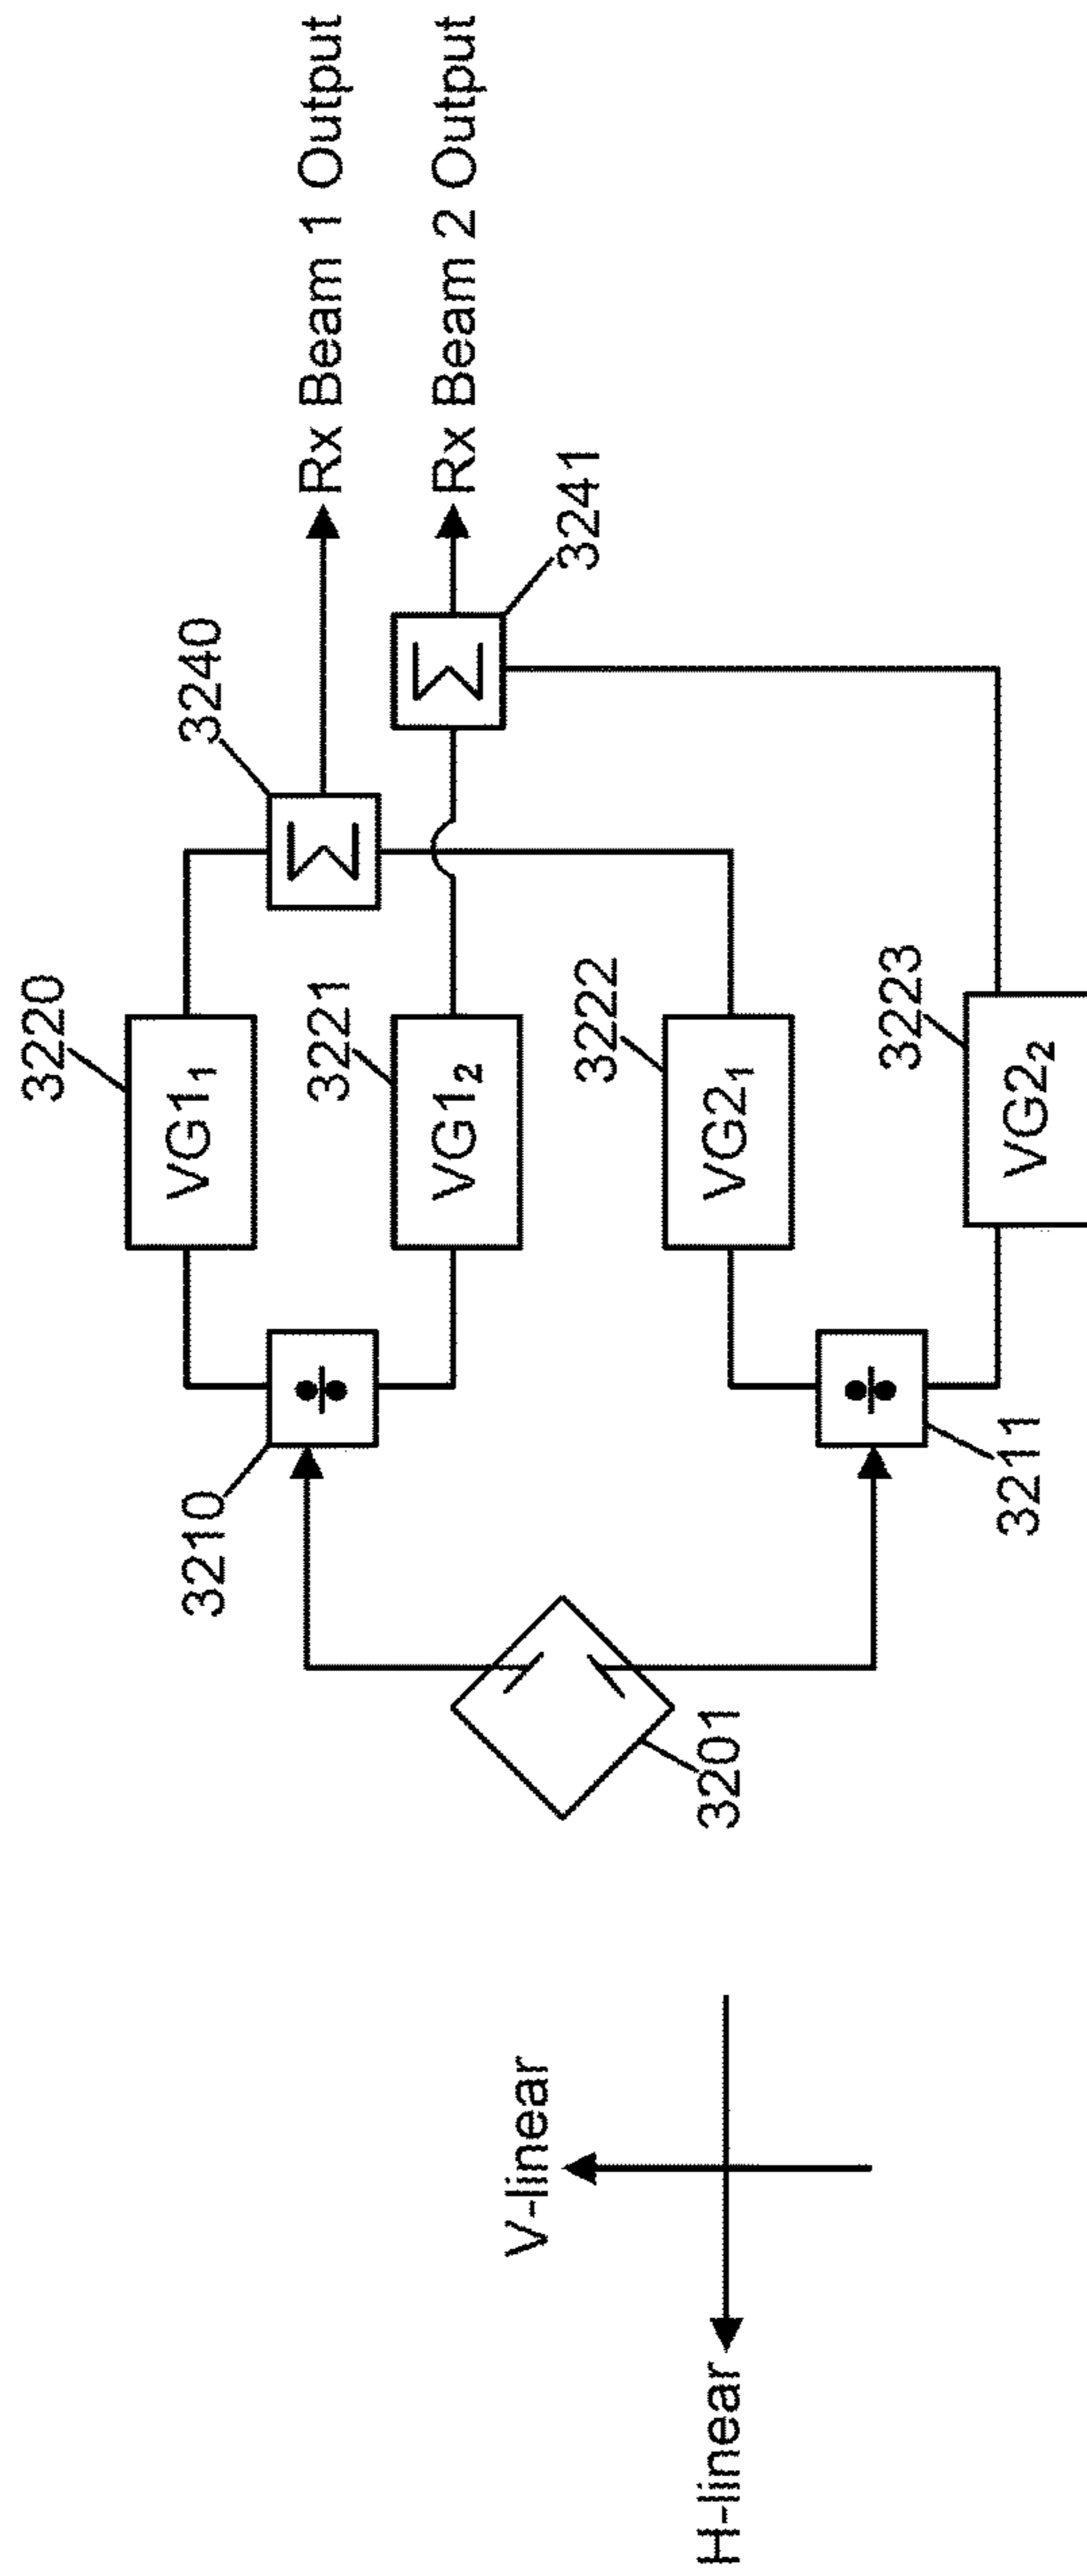 Rx Beam 1 Output
Rx Beam 2 Output
3240
3241
Σ
Σ
3220
3221
3222
3223
VG1₁
VG1₂
VG2₁
VG2₂
÷
÷
3210
3211
3201
V-linear
H-linear